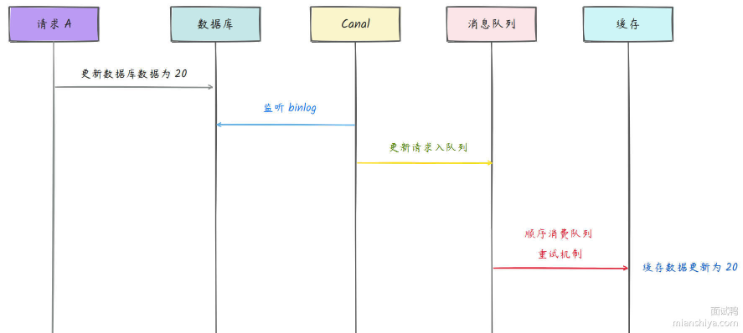 请求 A
数据库
Canal
消息队列
缓存
更新数据库数据为 20
监听 binlog
更新请求入队列
顺序消费队列
重试机制
缓存数据更新为 20
面试鸭
mianshiya.com